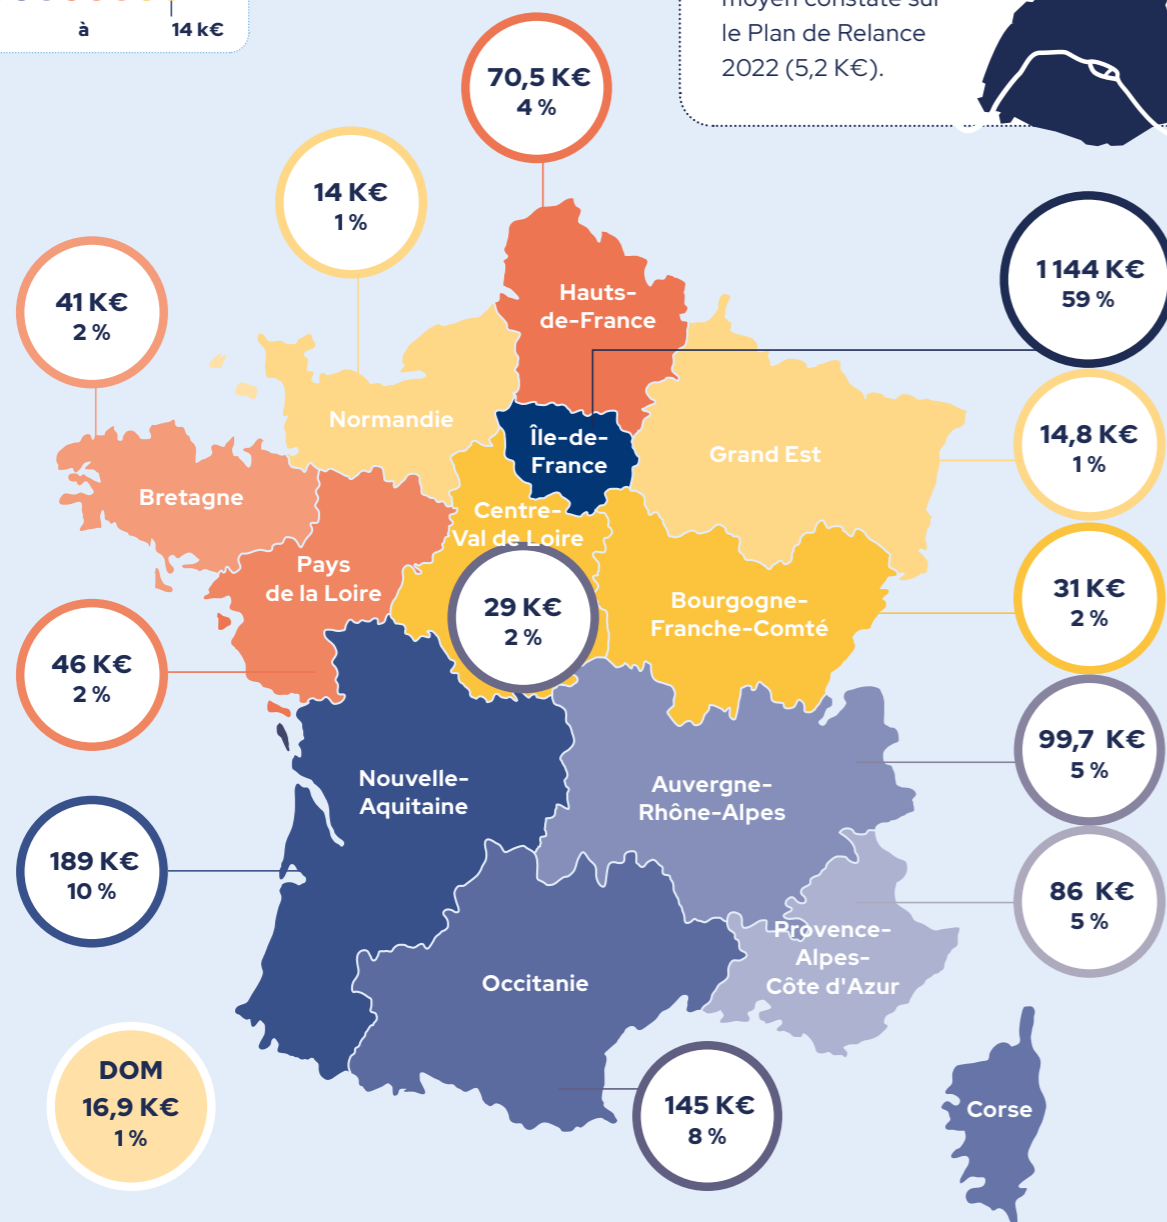 à
14 k€
moyen constaté sur
le Plan de Relance
2022 (5,2 K€).
70,5 K€
4 %
14 K€
1 %
41 K€
2 %
1 144 K€
59 %
Hauts-
de-France
Normandie
Île-de-
France
Grand Est
14,8 K€
1 %
Bretagne
Centre-
Val de Loire
Pays
de la Loire
29 K€
2 %
Bourgogne-
Franche-Comté
31 K€
2 %
46 K€
2 %
99,7 K€
5 %
Nouvelle-
Aquitaine
Auvergne-
Rhône-Alpes
189 K€
10 %
86 K€
5 %
Provence-
Alpes-
Côte d'Azur
Occitanie
DOM
16,9 K€
1 %
145 K€
8 %
Corse